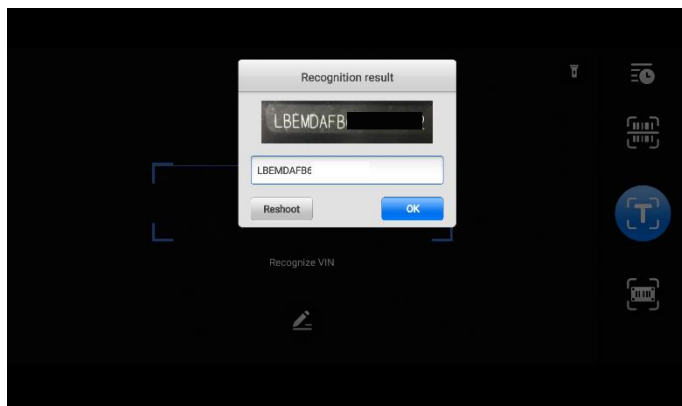 Recognition result
LBEMDAFB
LBEMDAFB6
Reshoot
OK
Recognize VIN